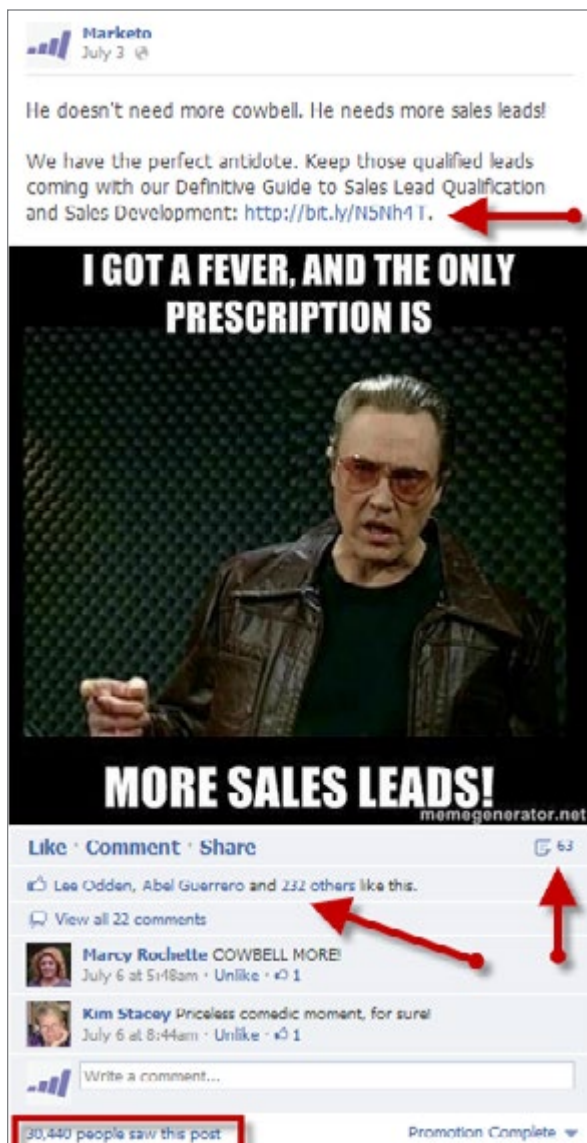 Marketo
July 3
He doesn't need more cowbell. He needs more sales leads!
We have the perfect antidote. Keep those qualified leads
coming with our Definitive Guide to Sales Lead Qualification
and Sales Development: http://bit.ly/N5Nh4T.
I GOT A FEVER, AND THE ONLY
PRESCRIPTION IS
MORE SALES LEADS!
memegenerator.net
Like · Comment · Share 63
Lee Odden, Abel Guerrero and 232 others like this.
View all 22 comments
Marcy Rochette COWBELL MORE!
July 6 at 5:48am · Unlike · 1
Kim Stacey Priceless comedic moment, for sure!
July 6 at 8:44am · Unlike · 1
Write a comment...
30,440 people saw this post Promotion Complete